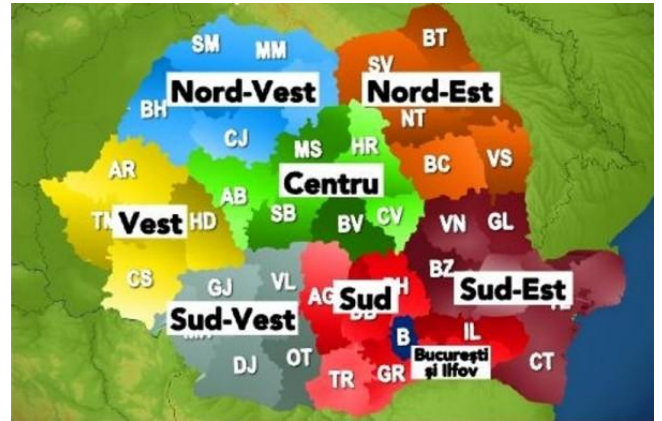 BT
SM
MM
SV
Nord-Vest
Nord-Est
BH
NT
CJ
MS
HR
AR
BC
VS
Centru
AB
TM
Vest
HD
SB
BV
CV
VN
GL
CS
BZ
GJ
VL
AG
Sud
PH
Sud-Est
Sud-Vest
B
IL
DJ
OT
București
și Ilfov
CT
TR
GR